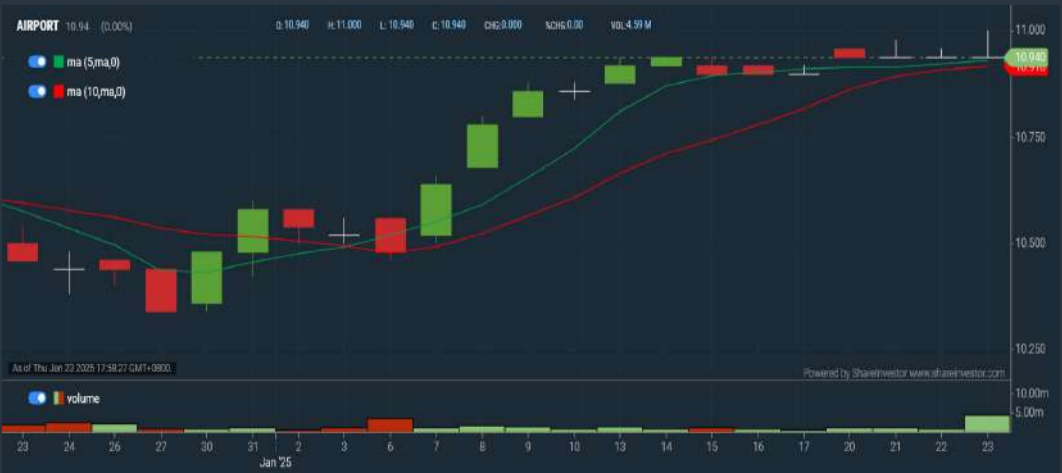 AIRPORT 10.94 (0.00%) O: 10.940 H: 11.000 L: 10.940 C: 10.940 CHG:0.000 %CHG:0.00 VOL:4.59 M
ma (5,ma,0)
ma (10,ma,0)
11.000
10.940
10.910
10.750
10.500
10.250
As of Thu Jan 23 2025 17:59:27 GMT+0800.
Powered by ShareInvestor www.shareinvestor.com
volume
10.00m
5.00m
23 24 26 27 30 31 2 3 6 7 8 9 10 13 14 15 16 17 20 21 22 23
Jan '25